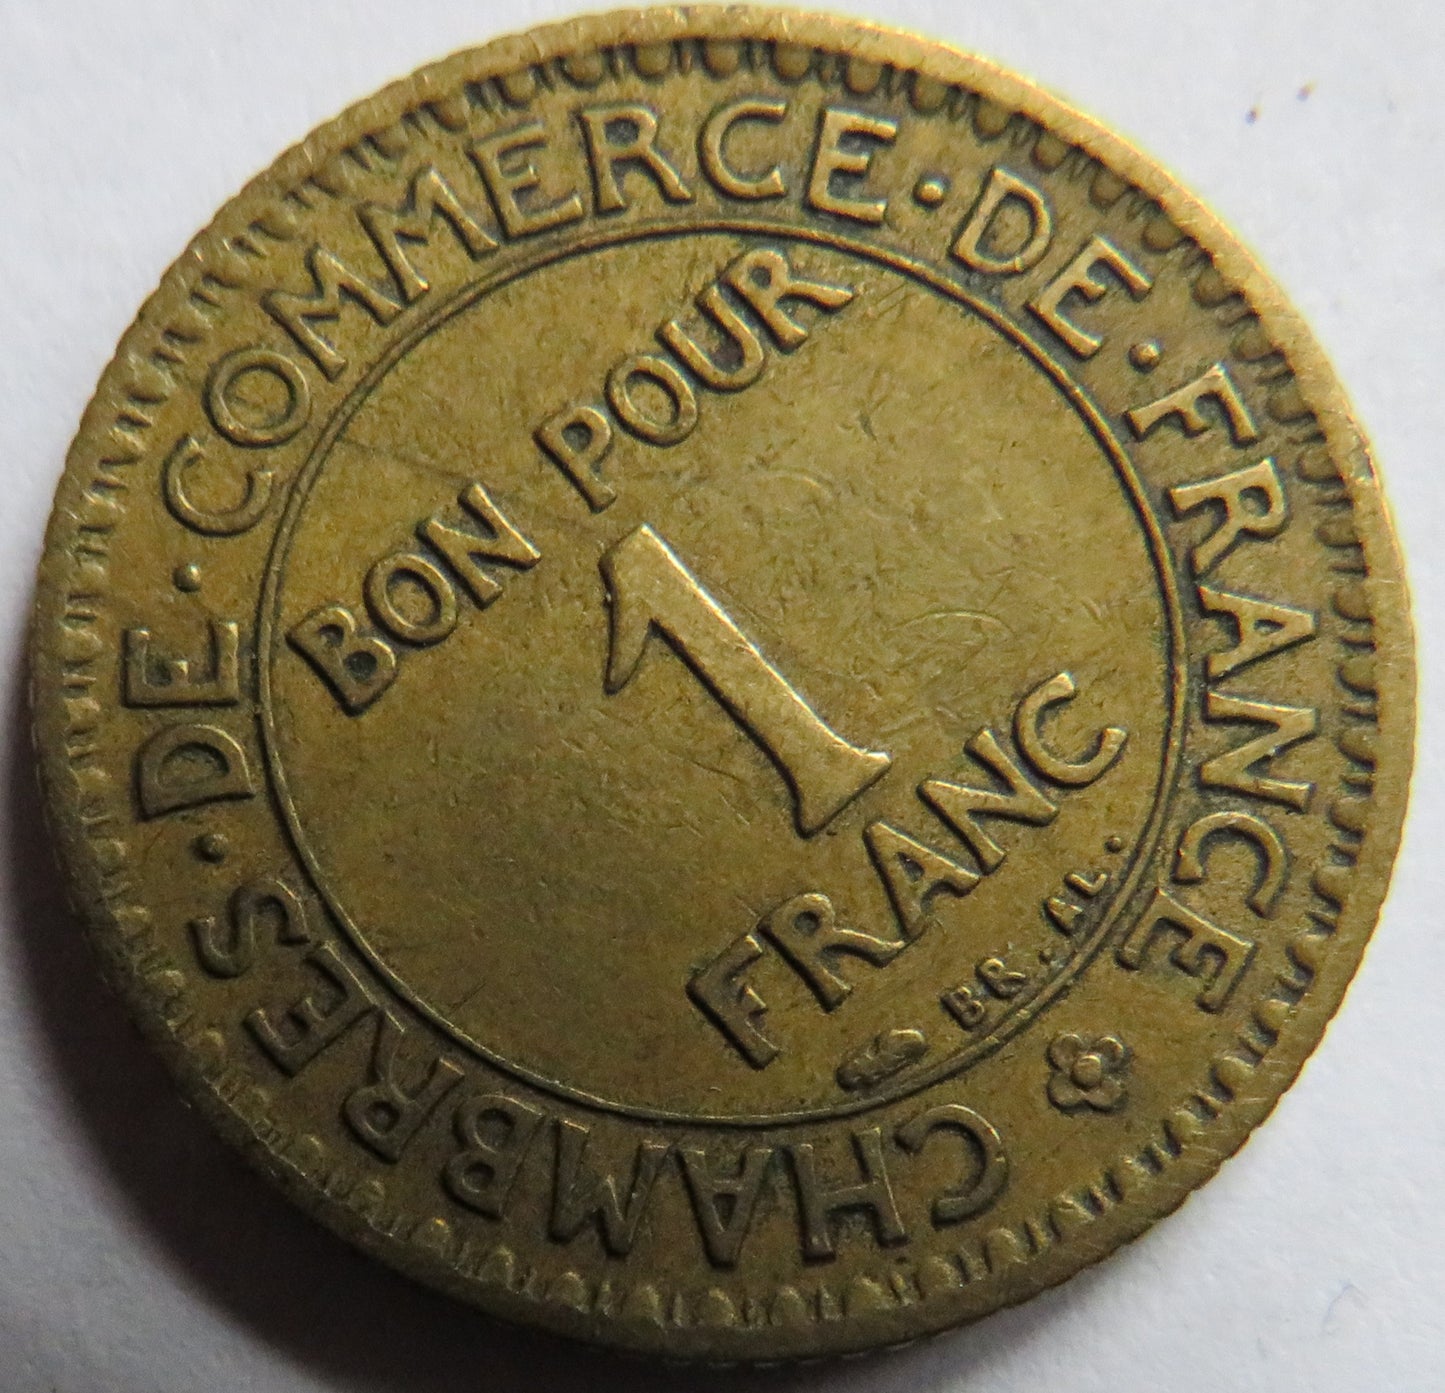 CHAMBRES·DE·COMMERCE·DE·FRANCE
BON POUR
1
FRANC
BR. AL.